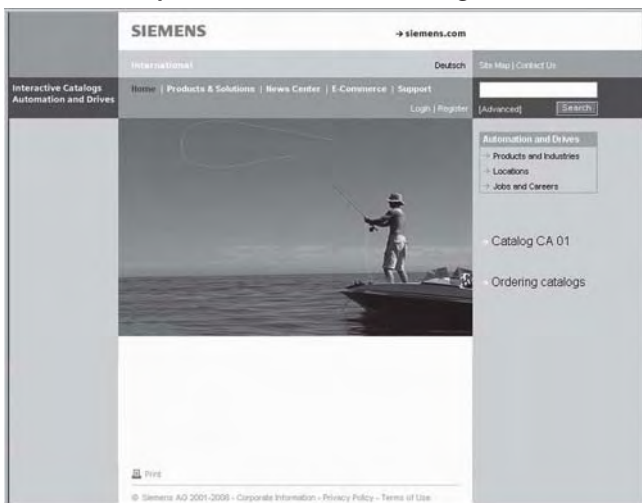 SIEMENS
→ siemens.com
International
Deutsch
Site Map | Contact Us
Interactive Catalogs
Automation and Drives
Home | Products & Solutions | News Center | E-Commerce | Support
Login | Register
[Advanced]
Search
Automation and Drives
→ Products and Industries
→ Locations
→ Jobs and Careers
Catalog CA 01
Ordering catalogs
Print
© Siemens AG 2001-2008 - Corporate Information - Privacy Policy - Terms of Use